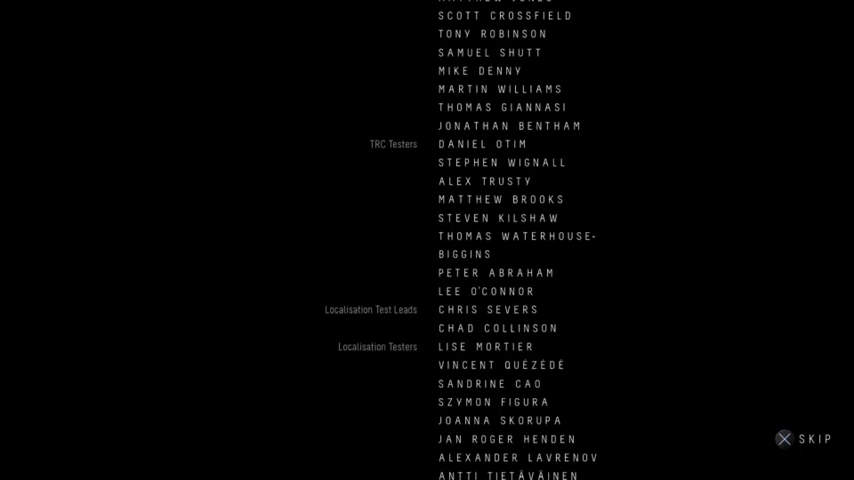 SCOTT CROSSFIELD
TONY ROBINSON
SAMUEL SHUTT
MIKE DENNY
MARTIN WILLIAMS
THOMAS GIANNASI
JONATHAN BENTHAM
TRC Testers DANIEL OTIM
STEPHEN WIGNALL
ALEX TRUSTY
MATTHEW BROOKS
STEVEN KILSHAW
THOMAS WATERHOUSE-
BIGGINS
PETER ABRAHAM
LEE O'CONNOR
Localisation Test Leads CHRIS SEVERS
CHAD COLLINSON
Localisation Testers LISE MORTIER
VINCENT QUÉZÉDÉ
SANDRINE CAO
SZYMON FIGURA
JOANNA SKORUPA
JAN ROGER HENDEN
SKIP
ALEXANDER LAVRENOV
ANTTI TIETÄVÄINEN